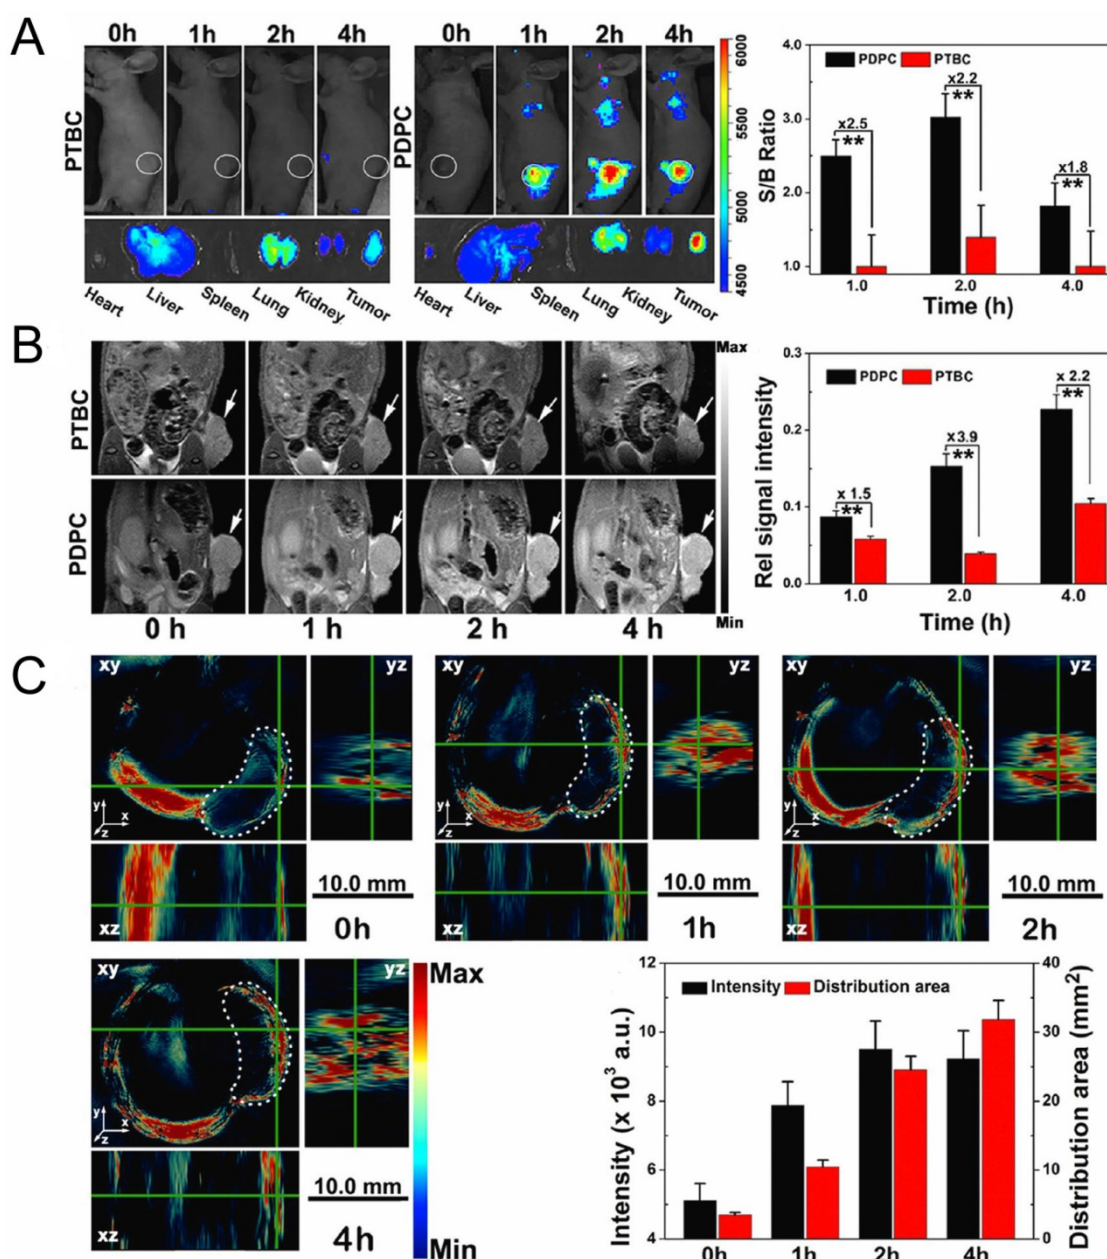 A
0h 1h 2h 4h
PTBC
0h 1h 2h 4h
PDPC
6000
5500
5000
4500
Heart Liver Spleen Lung Kidney Tumor
Heart Liver Spleen Lung Kidney Tumor
S/B Ratio
4.0
3.0
2.0
1.0
PDPC PTBC
x2.5
**
x2.2
**
x1.8
**
1.0 2.0 4.0
Time (h)
B
PTBC
PDPC
0 h 1 h 2 h 4 h
Max
Min
Rel signal intensity
0.3
0.2
0.1
0.0
PDPC PTBC
x 1.5
**
x3.9
**
x 2.2
**
1.0 2.0 4.0
Time (h)
C
xy yz
y
x
z
xz
10.0 mm
0h
xy yz
y
x
z
xz
10.0 mm
1h
xy yz
y
x
z
xz
10.0 mm
2h
xy yz
y
x
z
xz
10.0 mm
4h
Max
Min
Intensity (x 10³ a.u.)
12
10
8
6
4
Intensity Distribution area
40
30
20
10
0
Distribution area (mm²)
0h 1h 2h 4h